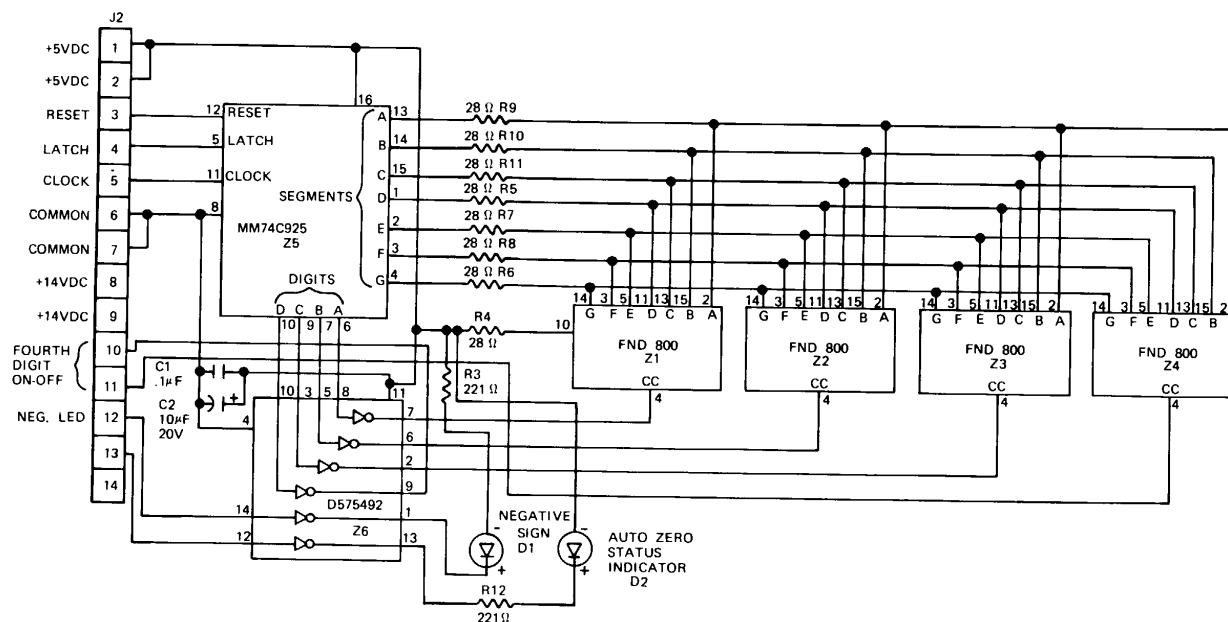 J2
+5VDC 1
+5VDC 2
RESET 3
LATCH 4
CLOCK 5
COMMON 6
COMMON 7
+14VDC 8
+14VDC 9
FOURTH DIGIT ON-OFF
10
11
NEG. LED 12
13
14
16
12 RESET
5 LATCH
11 CLOCK
8
MM74C925
Z5
SEGMENTS
A 13
B 14
C 15
D 1
E 2
F 3
G 4
DIGITS
D C B A
10 9 7 6
28 Ω R9
28 Ω R10
28 Ω R11
28 Ω R5
28 Ω R7
28 Ω R8
28 Ω R6
R4
28 Ω
10
R3
221 Ω
C1
.1μF
C2
10μF
20V
+
10 3 5 8 11
4
7
6
2
9
1
13
14
12
D575492
Z6
14 3 5 11 13 15 2
G F E D C B A
FND 800
Z1
CC
4
14 3 5 11 13 15 2
G F E D C B A
FND 800
Z2
CC
4
14 3 5 11 13 15 2
G F E D C B A
FND 800
Z3
CC
4
14 3 5 11 13 15 2
G F E D C B
FND 800
Z4
CC
4
NEGATIVE
SIGN
D1
-
+
AUTO ZERO
STATUS
INDICATOR
D2
-
+
R12
221Ω